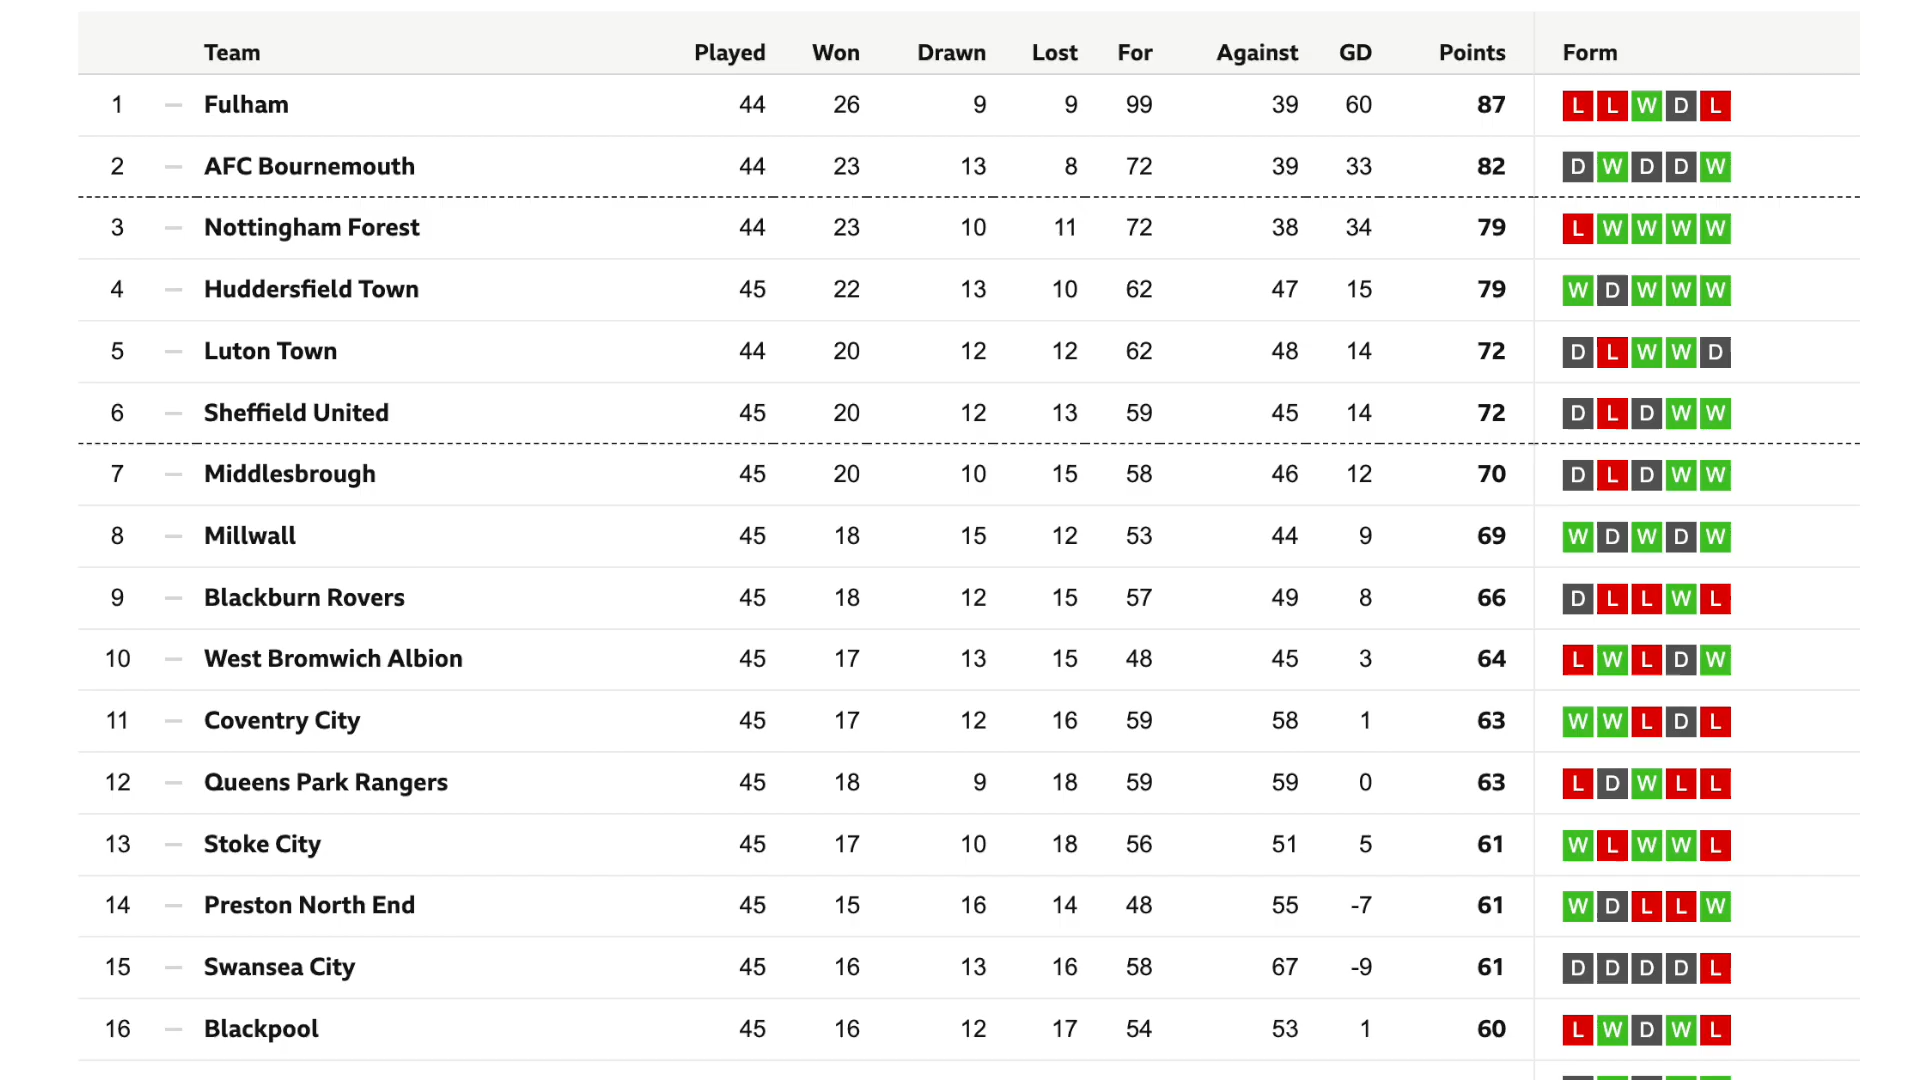 Team Played Won Drawn Lost For Against GD Points Form
1 – Fulham 44 26 9 9 99 39 60 87 L L W D L
2 – AFC Bournemouth 44 23 13 8 72 39 33 82 D W D D W
3 – Nottingham Forest 44 23 10 11 72 38 34 79 L W W W W
4 – Huddersfield Town 45 22 13 10 62 47 15 79 W D W W W
5 – Luton Town 44 20 12 12 62 48 14 72 D L W W D
6 – Sheffield United 45 20 12 13 59 45 14 72 D L D W W
7 – Middlesbrough 45 20 10 15 58 46 12 70 D L D W W
8 – Millwall 45 18 15 12 53 44 9 69 W D W D W
9 – Blackburn Rovers 45 18 12 15 57 49 8 66 D L L W L
10 – West Bromwich Albion 45 17 13 15 48 45 3 64 L W L D W
11 – Coventry City 45 17 12 16 59 58 1 63 W W L D L
12 – Queens Park Rangers 45 18 9 18 59 59 0 63 L D W L L
13 – Stoke City 45 17 10 18 56 51 5 61 W L W W L
14 – Preston North End 45 15 16 14 48 55 -7 61 W D L L W
15 – Swansea City 45 16 13 16 58 67 -9 61 D D D D L
16 – Blackpool 45 16 12 17 54 53 1 60 L W D W L